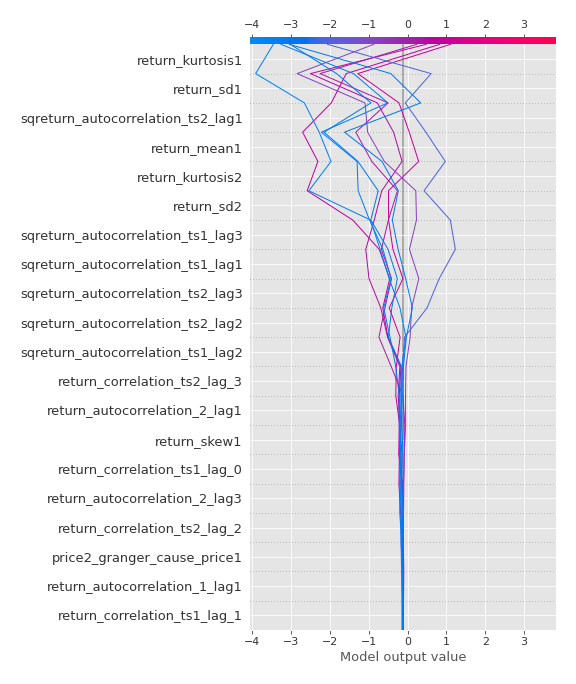 −4 −3 −2 −1 0 1 2 3
return_kurtosis1
return_sd1
sqreturn_autocorrelation_ts2_lag1
return_mean1
return_kurtosis2
return_sd2
sqreturn_autocorrelation_ts1_lag3
sqreturn_autocorrelation_ts1_lag1
sqreturn_autocorrelation_ts2_lag3
sqreturn_autocorrelation_ts2_lag2
sqreturn_autocorrelation_ts1_lag2
return_correlation_ts2_lag_3
return_autocorrelation_2_lag1
return_skew1
return_correlation_ts1_lag_0
return_autocorrelation_2_lag3
return_correlation_ts2_lag_2
price2_granger_cause_price1
return_autocorrelation_1_lag1
return_correlation_ts1_lag_1
−4 −3 −2 −1 0 1 2 3
Model output value